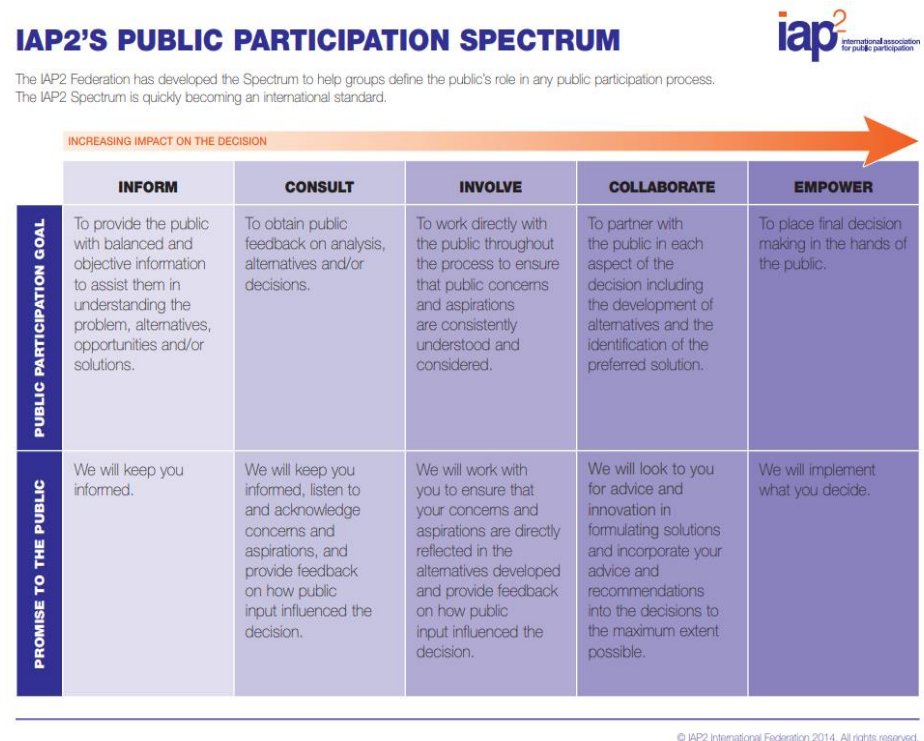 IAP2'S PUBLIC PARTICIPATION SPECTRUM
iap2
international association
for public participation
The IAP2 Federation has developed the Spectrum to help groups define the public's role in any public participation process.
The IAP2 Spectrum is quickly becoming an international standard.
INCREASING IMPACT ON THE DECISION
INFORM
CONSULT
INVOLVE
COLLABORATE
EMPOWER
PUBLIC PARTICIPATION GOAL
To provide the public
with balanced and
objective information
to assist them in
understanding the
problem, alternatives,
opportunities and/or
solutions.
To obtain public
feedback on analysis,
alternatives and/or
decisions.
To work directly with
the public throughout
the process to ensure
that public concerns
and aspirations
are consistently
understood and
considered.
To partner with
the public in each
aspect of the
decision including
the development of
alternatives and the
identification of the
preferred solution.
To place final decision
making in the hands of
the public.
PROMISE TO THE PUBLIC
We will keep you
informed.
We will keep you
informed, listen to
and acknowledge
concerns and
aspirations, and
provide feedback
on how public
input influenced the
decision.
We will work with
you to ensure that
your concerns and
aspirations are directly
reflected in the
alternatives developed
and provide feedback
on how public
input influenced the
decision.
We will look to you
for advice and
innovation in
formulating solutions
and incorporate your
advice and
recommendations
into the decisions to
the maximum extent
possible.
We will implement
what you decide.
© IAP2 International Federation 2014. All rights reserved.